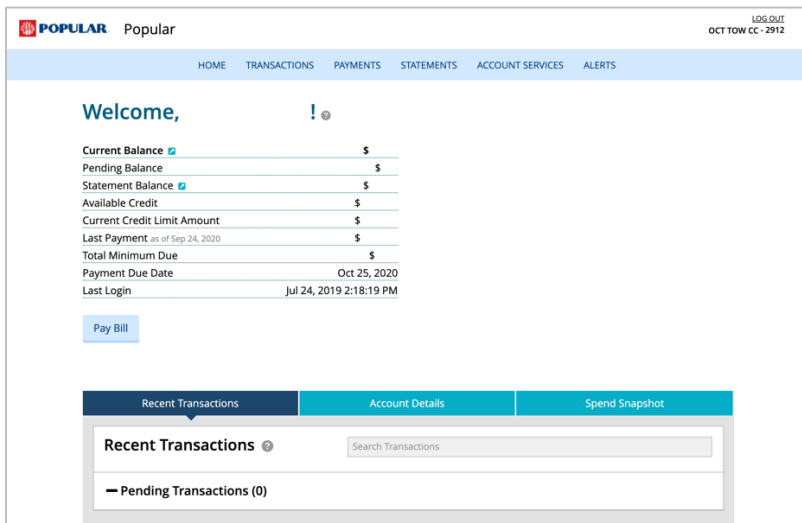 POPULAR Popular
LOG OUT
OCT TOW CC - 2912
HOME TRANSACTIONS PAYMENTS STATEMENTS ACCOUNT SERVICES ALERTS
Welcome, !
Current Balance $
Pending Balance $
Statement Balance $
Available Credit $
Current Credit Limit Amount $
Last Payment as of Sep 24, 2020 $
Total Minimum Due $
Payment Due Date Oct 25, 2020
Last Login Jul 24, 2019 2:18:19 PM
Pay Bill
Recent Transactions Account Details Spend Snapshot
Recent Transactions ? Search Transactions
Pending Transactions (0)